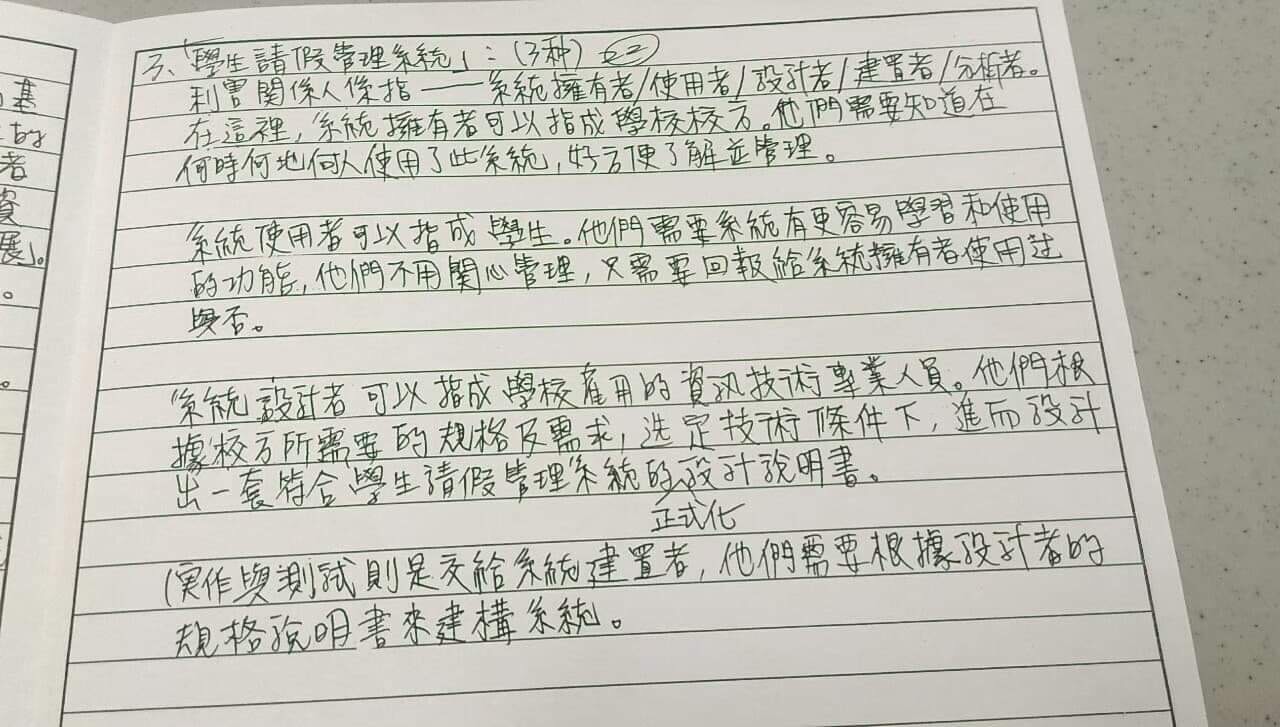 基
的
者
資
展」。
。
。
3、「學生請假管理系統」：(3种)
利害關係人係指——系統擁有者/使用者/設計者/建置者/分析者。
在這裡，系統擁有者可以指成學校校方。他們需要知道在
何時何地何人使用了此系統，好方便了解並管理。
系統使用者可以指成學生。他們需要系統有更容易學習和使用
的功能，他們不用關心管理，只需要回報給系統擁有者使用过
與否。
系統設計者可以指成學校雇用的資訊技術專業人員。他們根
據校方所需要的規格及需求，选定技術條件下，進而設計
出一套符合學生請假管理系統的設計說明書。
正式化
(實作與測試則是交給系統建置者，他們需要根據設計者的
規格說明書來建構系統。